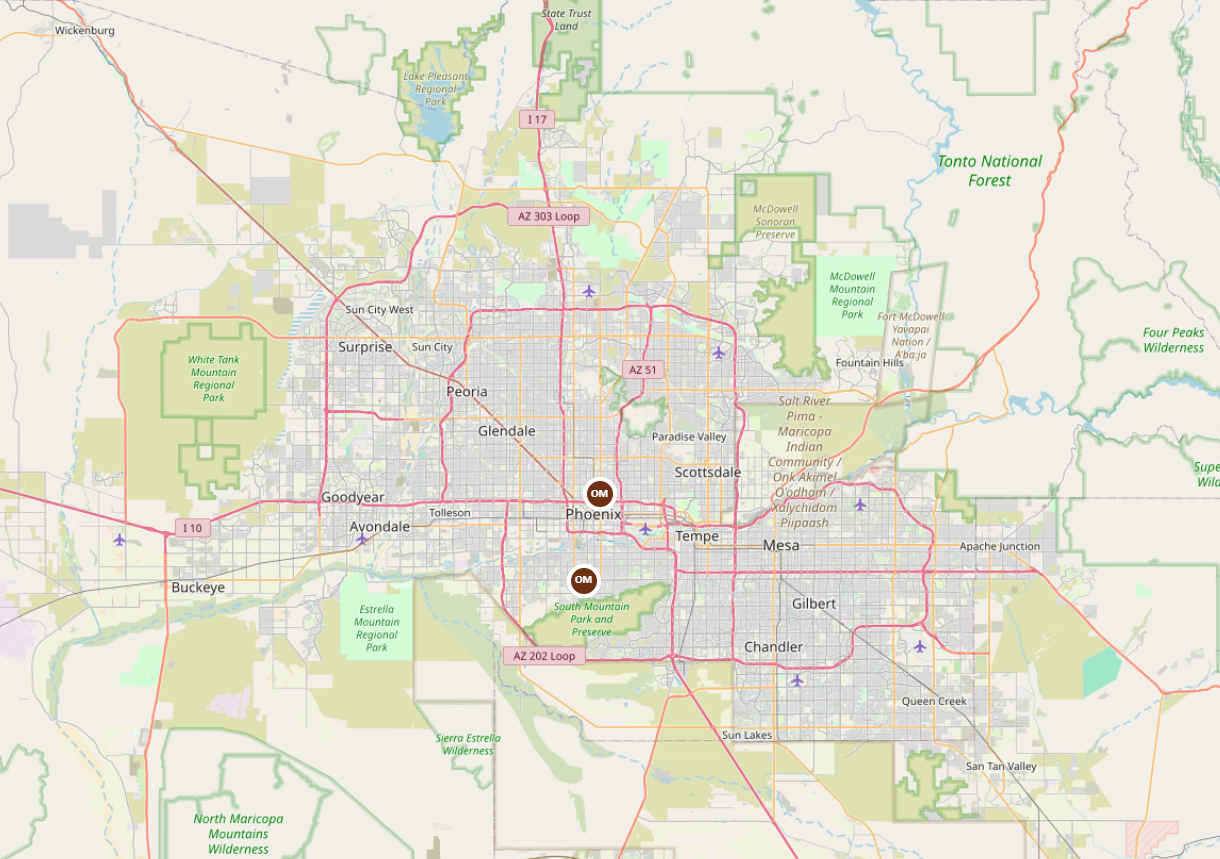 State Trust
Land
Wickenburg
Lake Pleasant
Regional
Park
I 17
Tonto National
Forest
AZ 303 Loop
McDowell
Sonoran
Preserve
McDowell
Mountain
Regional
Park
Sun City West
Fort McDowell
Yavapai
Nation /
A'ba:ja
Surprise
Sun City
Four Peaks
Wilderness
White Tank
Mountain
Regional
Park
AZ 51
Fountain Hills
Peoria
Salt River
Pima -
Maricopa
Indian
Community /
Onk Akimel
O'odham /
Xalychidom
Piipaash
Glendale
Paradise Valley
Scottsdale
Supe
Wild
Goodyear
OM
Phoenix
Tolleson
Avondale
I 10
Tempe
Mesa
Apache Junction
OM
Buckeye
Estrella
Mountain
Regional
Park
South Mountain
Park and
Preserve
Gilbert
AZ 202 Loop
Chandler
Queen Creek
Sun Lakes
Sierra Estrella
Wilderness
San Tan Valley
North Maricopa
Mountains
Wilderness